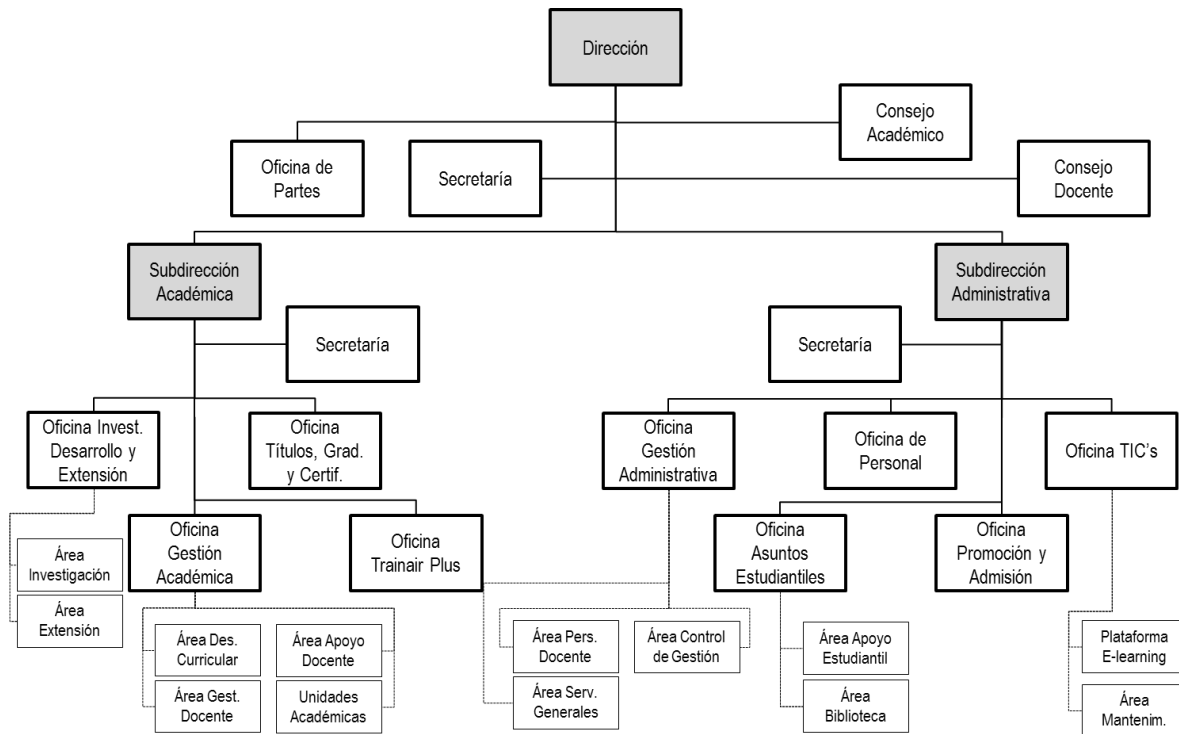 Dirección
Consejo
Académico
Oficina de
Partes
Secretaría
Consejo
Docente
Subdirección
Académica
Subdirección
Administrativa
Secretaría
Secretaría
Oficina Invest.
Desarrollo y
Extensión
Oficina
Títulos, Grad.
y Certif.
Oficina
Gestión
Administrativa
Oficina de
Personal
Oficina TIC's
Oficina
Gestión
Académica
Oficina
Trainair Plus
Oficina
Asuntos
Estudiantiles
Oficina
Promoción y
Admisión
Área
Investigación
Área
Extensión
Área Des.
Curricular
Área Apoyo
Docente
Área Gest.
Docente
Unidades
Académicas
Área Pers.
Docente
Área Control
de Gestión
Área Serv.
Generales
Área Apoyo
Estudiantil
Área
Biblioteca
Plataforma
E-learning
Área
Mantenim.